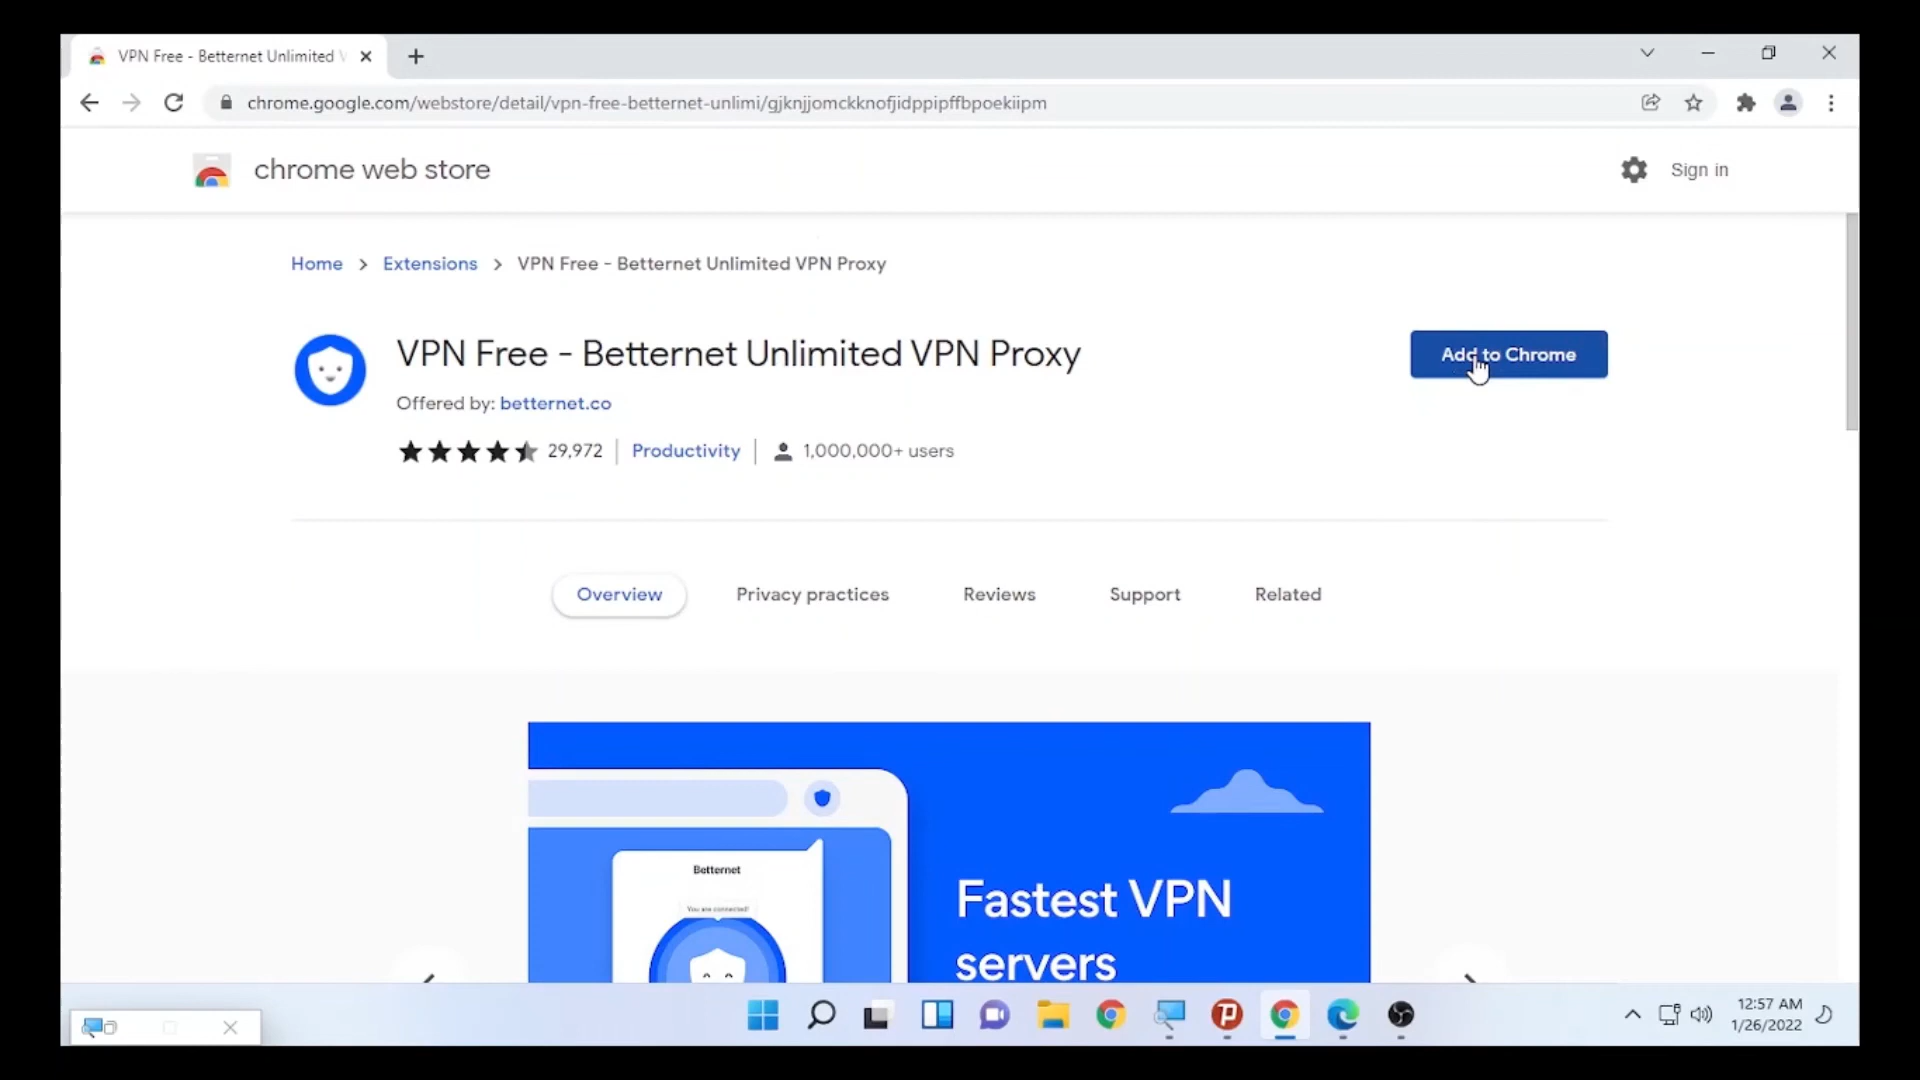 VPN Free - Betternet Unlimited V
chrome.google.com/webstore/detail/vpn-free-betternet-unlimi/gjknjjomckknofjidppipffbpoekiipm
chrome web store
Sign in
Home > Extensions > VPN Free - Betternet Unlimited VPN Proxy
VPN Free - Betternet Unlimited VPN Proxy
Add to Chrome
Offered by: betternet.co
29,972 | Productivity | 1,000,000+ users
Overview Privacy practices Reviews Support Related
Betternet
You are connected!
Fastest VPN
servers
12:57 AM
1/26/2022